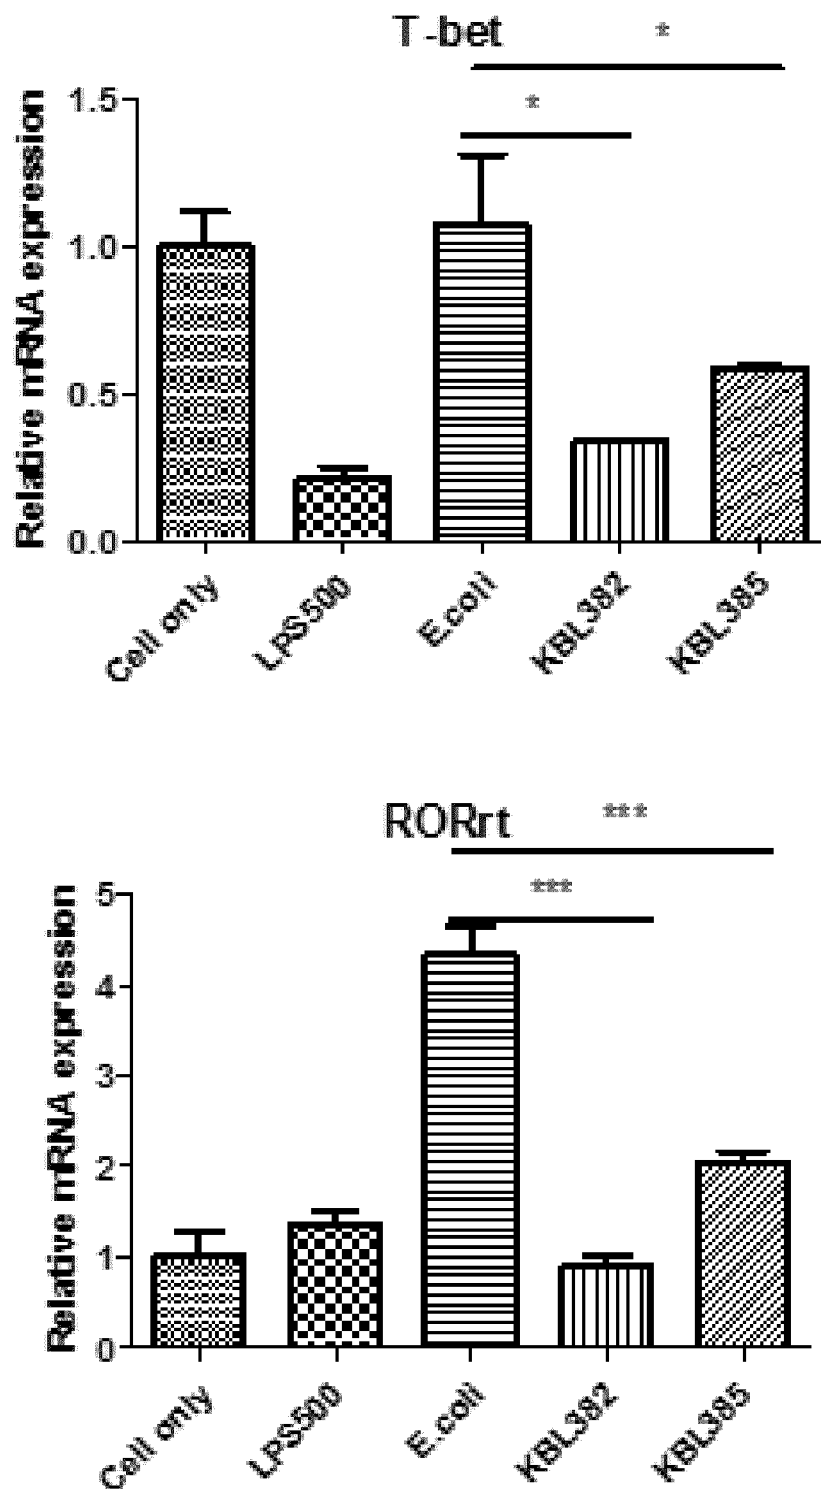 T-bet
*
*
Relative mRNA expression
1.5
1.0
0.5
0.0
Cell only
LPS500
E.coli
KBL382
KBL385
RORrt
***
***
Relative mRNA expression
5
4
3
2
1
0
Cell only
LPS500
E.coli
KBL382
KBL385